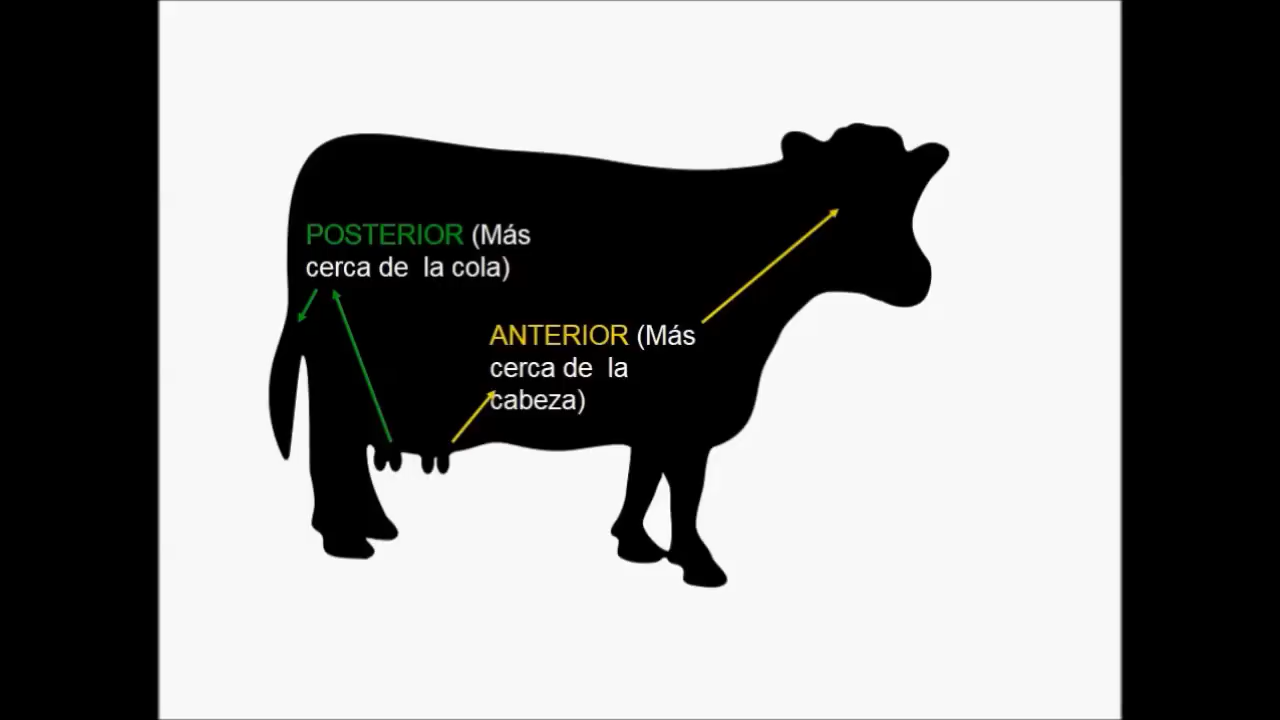 POSTERIOR (Más
cerca de  la cola)
ANTERIOR (Más
cerca de  la
cabeza)